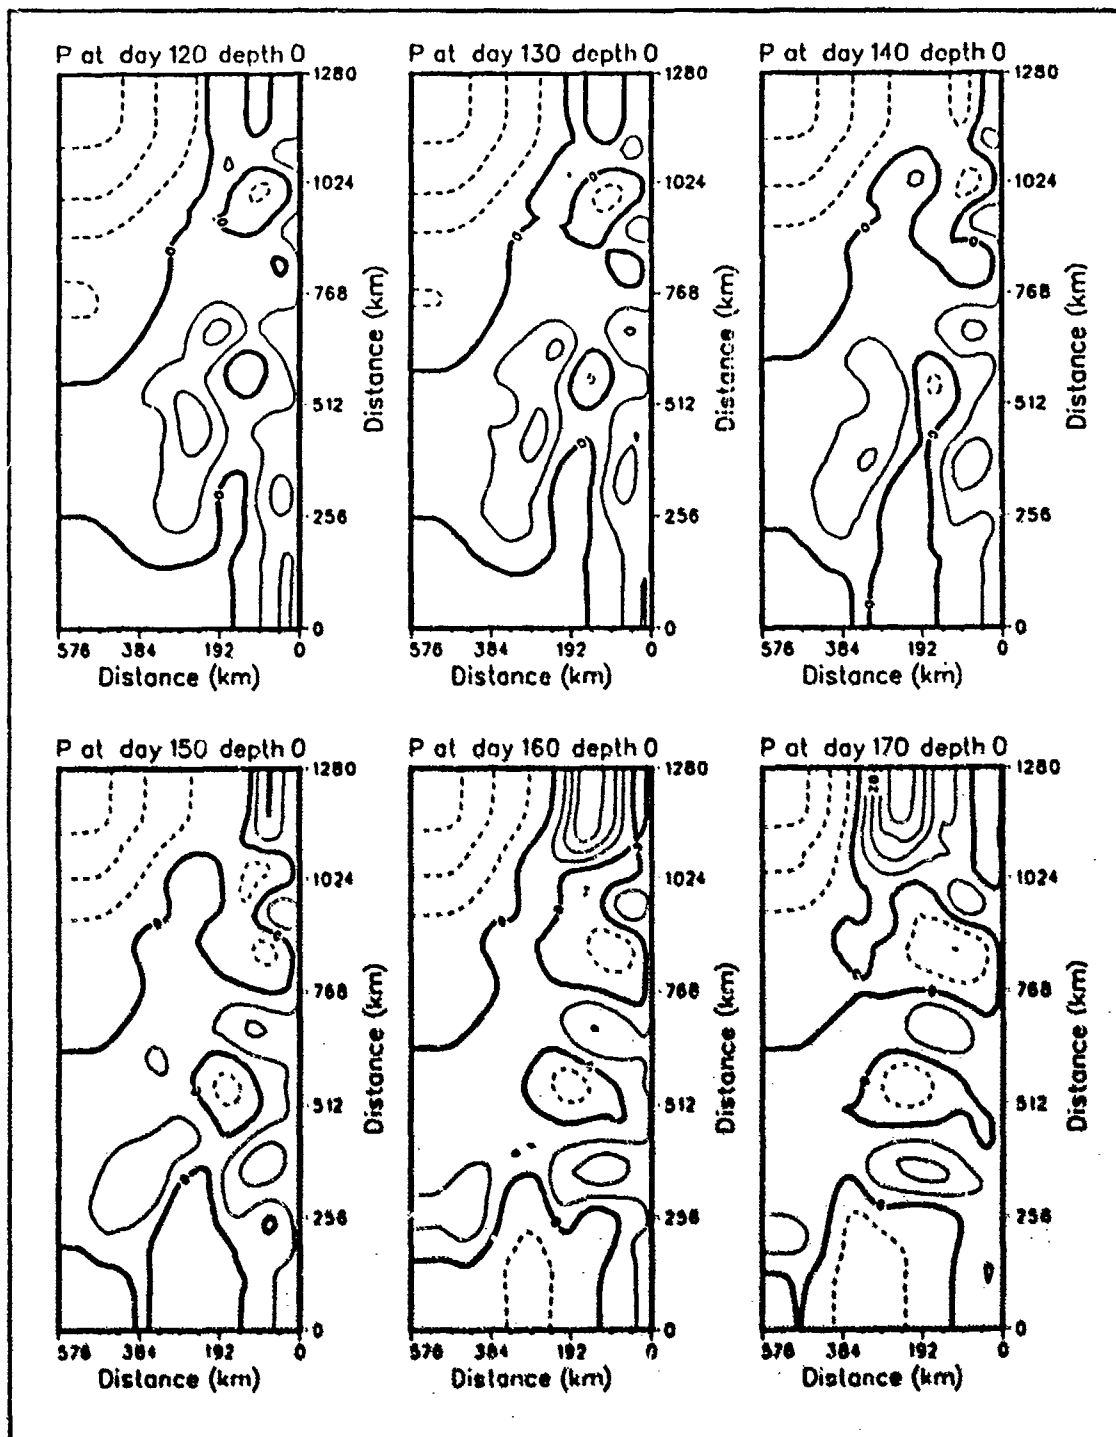 P at day 120 depth 0
P at day 130 depth 0
P at day 140 depth 0
1280
1024
768
512
256
0
576 384 192 0
Distance (km)
Distance (km)
1280
1024
768
512
256
0
576 384 192 0
Distance (km)
Distance (km)
1280
1024
768
512
256
0
576 384 192 0
Distance (km)
Distance (km)
P at day 150 depth 0
P at day 160 depth 0
P at day 170 depth 0
1280
1024
768
512
256
0
576 384 192 0
Distance (km)
Distance (km)
1280
1024
768
512
256
0
576 384 192 0
Distance (km)
Distance (km)
1280
1024
768
512
256
0
576 384 192 0
Distance (km)
Distance (km)